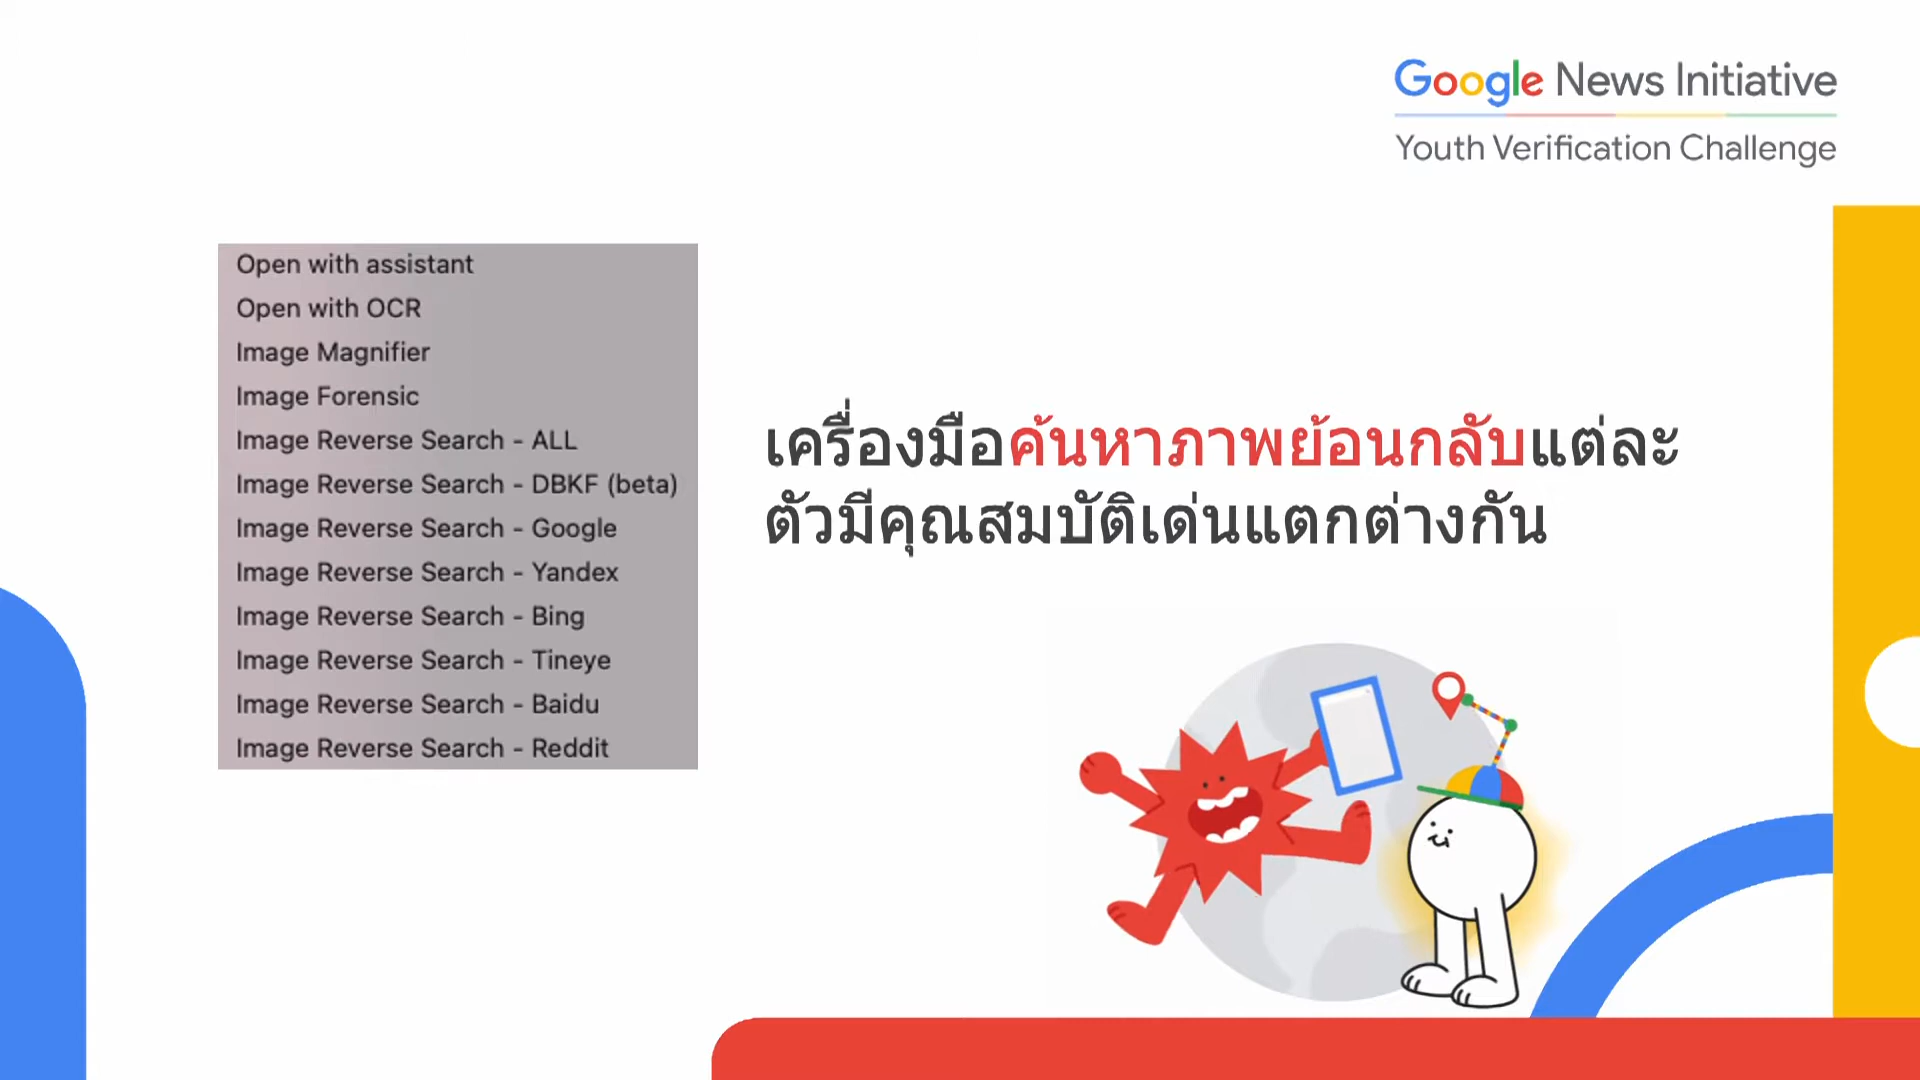 Google News Initiative
Youth Verification Challenge
Open with assistant
Open with OCR
Image Magnifier
Image Forensic
Image Reverse Search - ALL
Image Reverse Search - DBKF (beta)
Image Reverse Search - Google
Image Reverse Search - Yandex
Image Reverse Search - Bing
Image Reverse Search - Tineye
Image Reverse Search - Baidu
Image Reverse Search - Reddit
เครื่องมือค้นหาภาพย้อนกลับแต่ละ
ตัวมีคุณสมบัติเด่นแตกต่างกัน